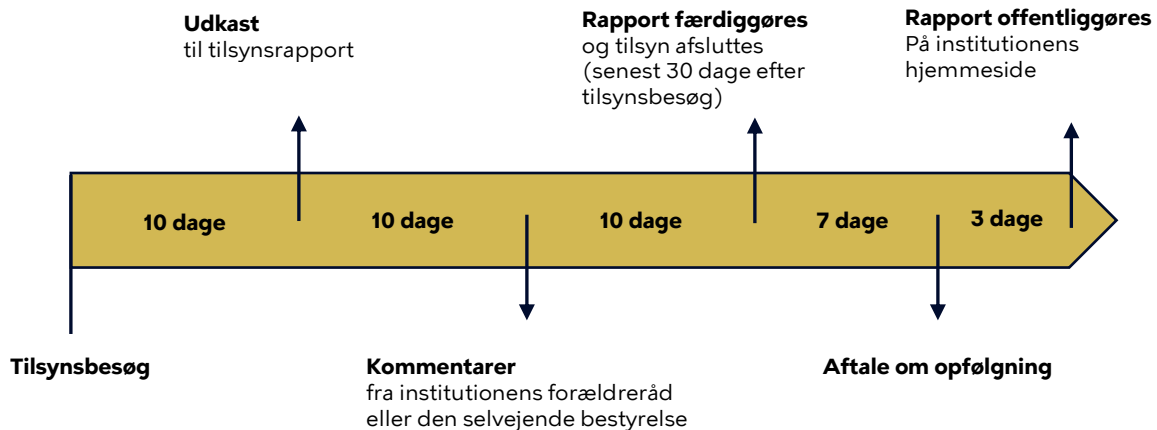 Udkast
til tilsynsrapport
Rapport færdiggøres
og tilsyn afsluttes
(senest 30 dage efter
tilsynsbesøg)
Rapport offentliggøres
På institutionens
hjemmeside
10 dage
10 dage
10 dage
7 dage
3 dage
Tilsynsbesøg
Kommentarer
fra institutionens forældreråd
eller den selvejende bestyrelse
Aftale om opfølgning